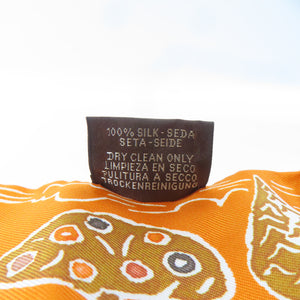 100% SILK-SEDA
SETA-SEIDE
DRY CLEAN ONLY
LIMPIEZA EN SECO
PULITURA A SECCO
TROCKENREINIGUNG